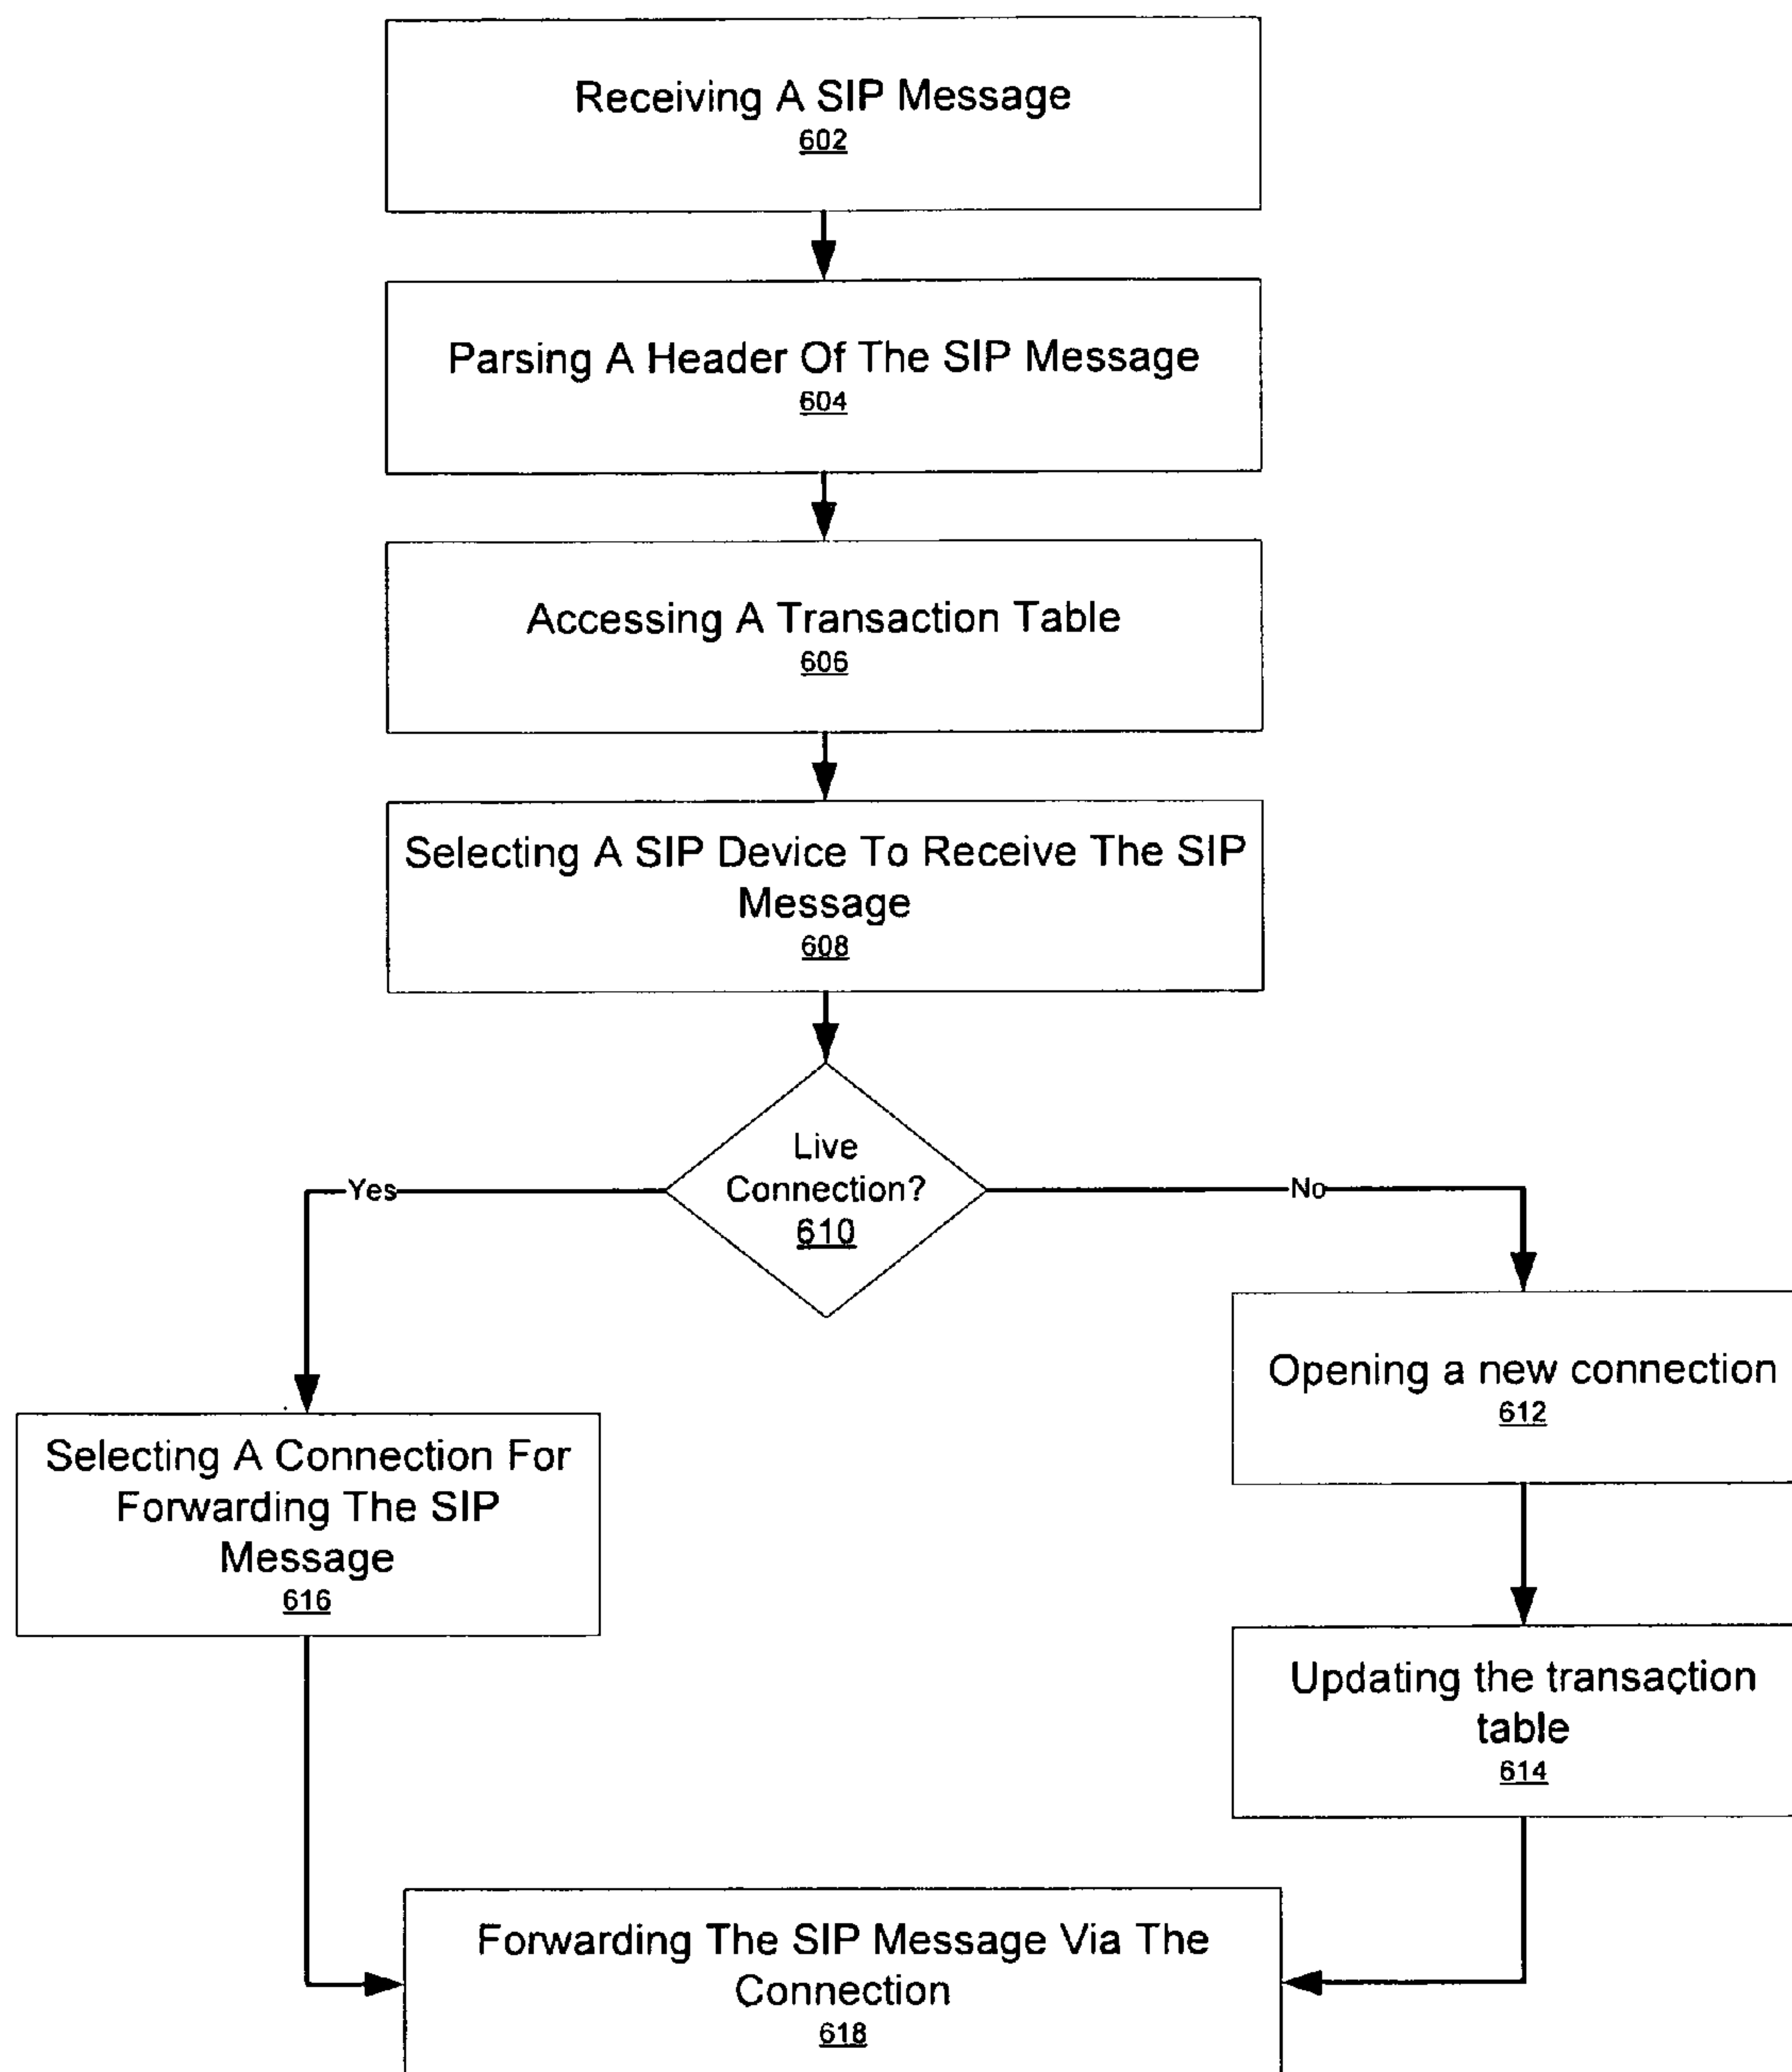 Receiving A SIP Message
602
Parsing A Header Of The SIP Message
604
Accessing A Transaction Table
606
Selecting A SIP Device To Receive The SIP
Message
608
Live
Connection?
610
Yes
No
Opening a new connection
612
Selecting A Connection For
Forwarding The SIP
Message
616
Updating the transaction
table
614
Forwarding The SIP Message Via The
Connection
618